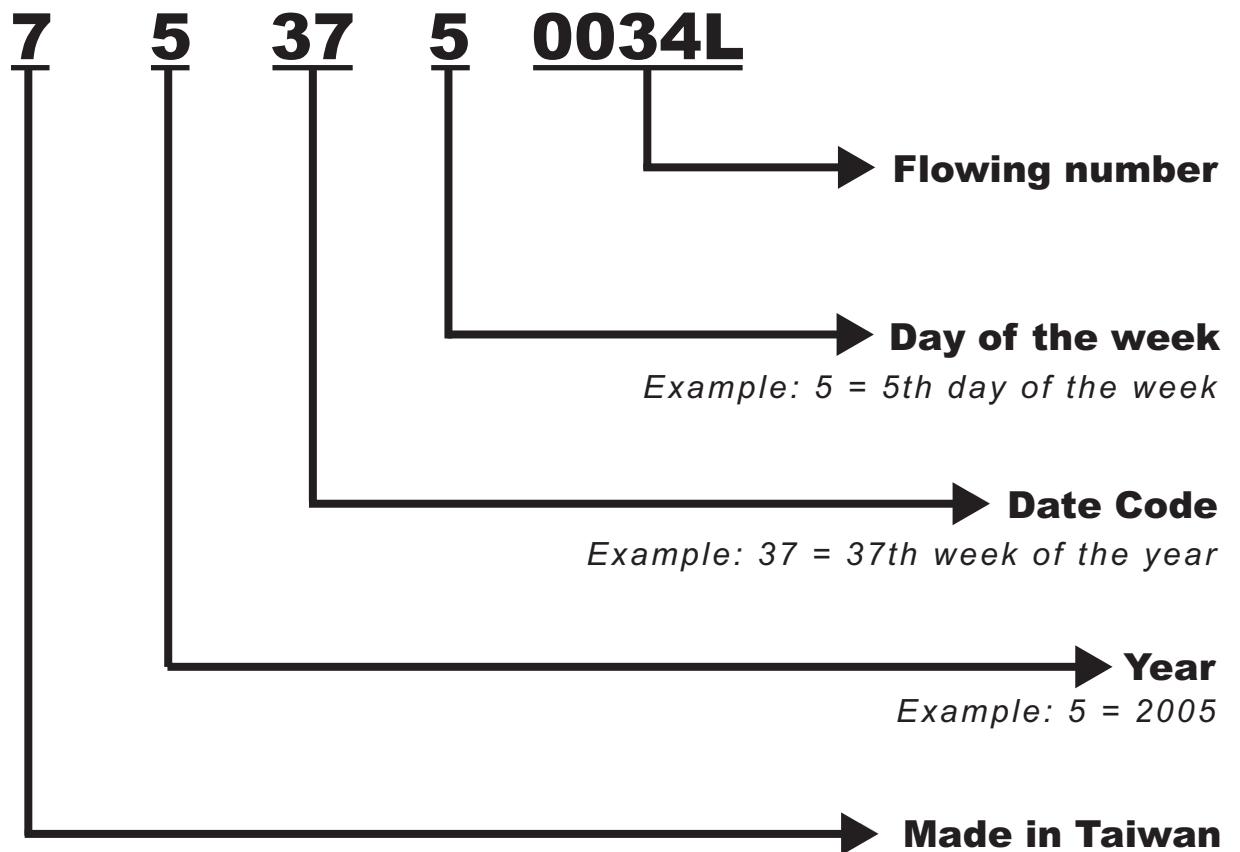 7 5 37 5 0034L
Flowing number
Day of the week
Example: 5 = 5th day of the week
Date Code
Example: 37 = 37th week of the year
Year
Example: 5 = 2005
Made in Taiwan